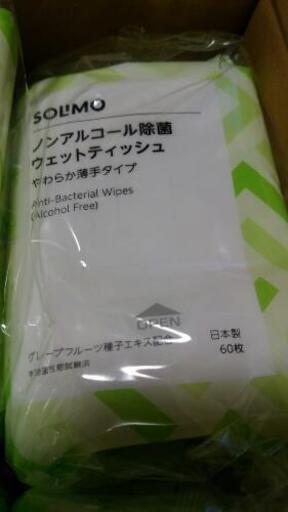 SOLIMO
ノンアルコール除菌
ウェットティッシュ
やわらか薄手タイプ
Anti-Bacterial Wipes
(Alcohol Free)
OPEN
グレープフルーツ種子エキス配合
日本製
60枚